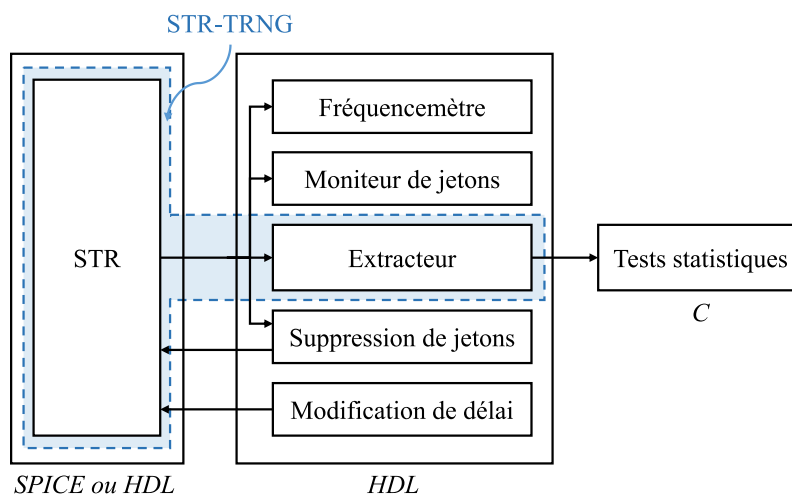 STR-TRNG
Fréquencemètre
Moniteur de jetons
STR
Extracteur
Tests statistiques
C
Suppression de jetons
Modification de délai
SPICE ou HDL
HDL